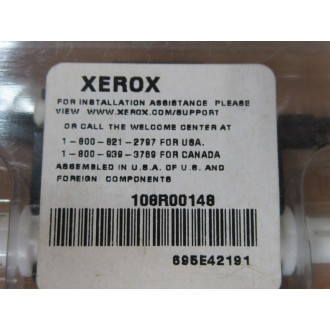 XEROX
FOR INSTALLATION ASSISTANCE PLEASE
VIEW WWW.XEROX.COM/SUPPORT
OR CALL THE WELCOME CENTER AT
1-800-821-2797 FOR USA.
1-800-939-3769 FOR CANADA
ASSEMBLED IN U.S.A. OF U.S. AND
FOREIGN COMPONENTS
108R00148
695E42191